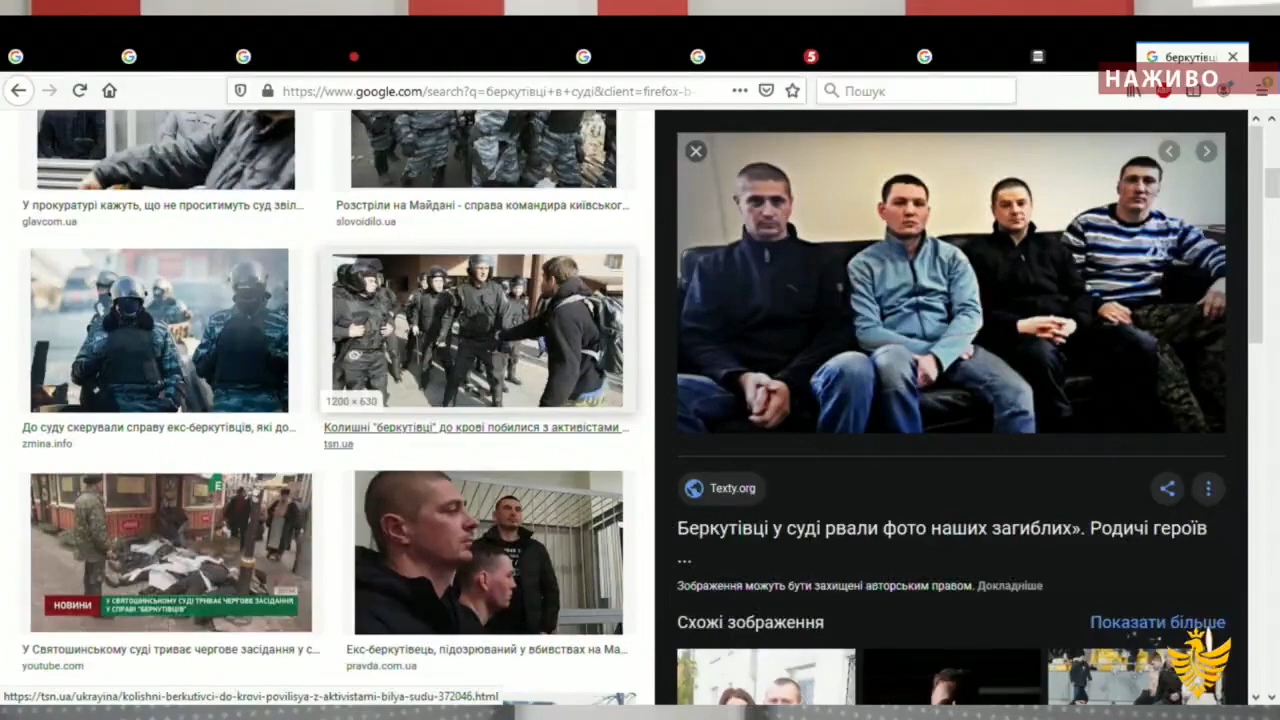 беркутівці
НАЖИВО
https://www.google.com/search?q=беркутівці+в+суді&client=firefox-b-
Пошук
У прокуратурі кажуть, що не проситимуть суд звіл...
glavcom.ua
Розстріли на Майдані - справа командира київськог...
slovoidilo.ua
1200 × 630
До суду скерували справу екс-беркутівців, які до...
zmina.info
Колишні "беркутівці" до крові побилися з активістами ...
tsn.ua
НОВИНИ
У СВЯТОШИНСЬКОМУ СУДІ ТРИВАЄ ЧЕРГОВЕ ЗАСІДАННЯ
У СПРАВІ "БЕРКУТІВЦІВ"
У Святошинському суді триває чергове засідання у с...
youtube.com
Екс-беркутівець, підозрюваний у вбивствах на Ма...
pravda.com.ua
https://tsn.ua/ukrayina/kolishni-berkutivci-do-krovi-povilisya-z-aktivistami-bilya-sudu-372046.html
Texty.org
Беркутівці у суді рвали фото наших загиблих». Родичі героїв
...
Зображення можуть бути захищені авторським правом. Докладніше
Схожі зображення
Показати більше